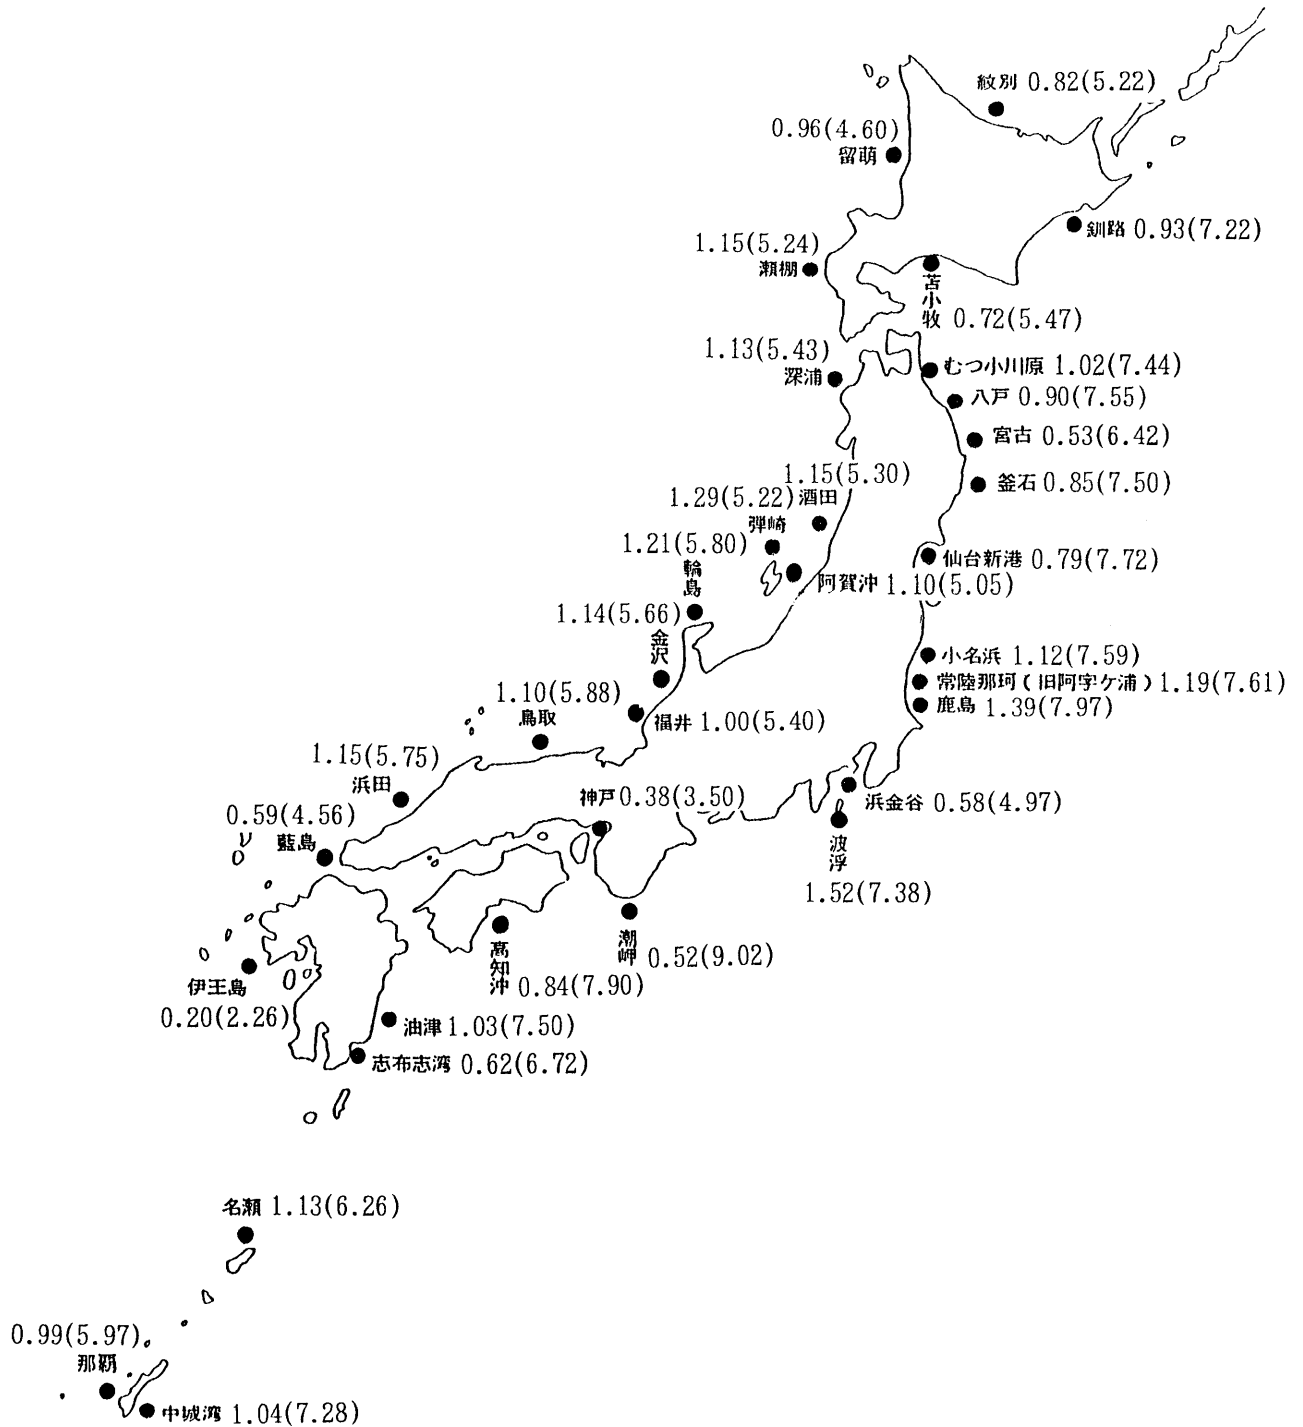 紋別 0.82(5.22)
0.96(4.60)
留萌
釧路 0.93(7.22)
1.15(5.24)
瀬棚
苫小牧 0.72(5.47)
1.13(5.43)
深浦
むつ小川原 1.02(7.44)
八戸 0.90(7.55)
宮古 0.53(6.42)
釜石 0.85(7.50)
1.15(5.30)
酒田
1.29(5.22)
弾崎
1.21(5.80)
輪島
仙台新港 0.79(7.72)
阿賀沖 1.10(5.05)
1.14(5.66)
金沢
小名浜 1.12(7.59)
常陸那珂(旧阿字ケ浦) 1.19(7.61)
鹿島 1.39(7.97)
1.10(5.88)
鳥取
福井 1.00(5.40)
1.15(5.75)
浜田
神戸 0.38(3.50)
浜金谷 0.58(4.97)
0.59(4.56)
藍島
波浮
1.52(7.38)
潮岬 0.52(9.02)
高知沖 0.84(7.90)
伊王島
0.20(2.26)
油津 1.03(7.50)
志布志湾 0.62(6.72)
名瀬 1.13(6.26)
0.99(5.97)
那覇
中城湾 1.04(7.28)